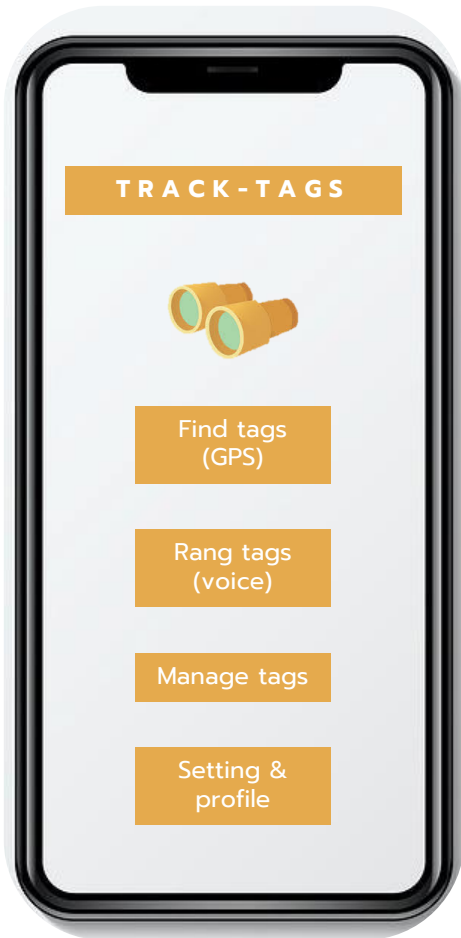 TRACK-TAGS
Find tags
(GPS)
Rang tags
(voice)
Manage tags
Setting &
profile